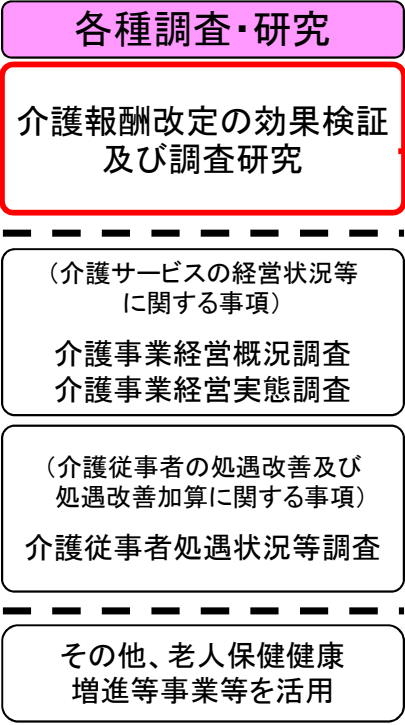 各種調査・研究
介護報酬改定の効果検証
及び調査研究
（介護サービスの経営状況等
に関する事項）
介護事業経営概況調査
介護事業経営実態調査
（介護従事者の処遇改善及び
処遇改善加算に関する事項）
介護従事者処遇状況等調査
その他、老人保健健康
増進等事業等を活用